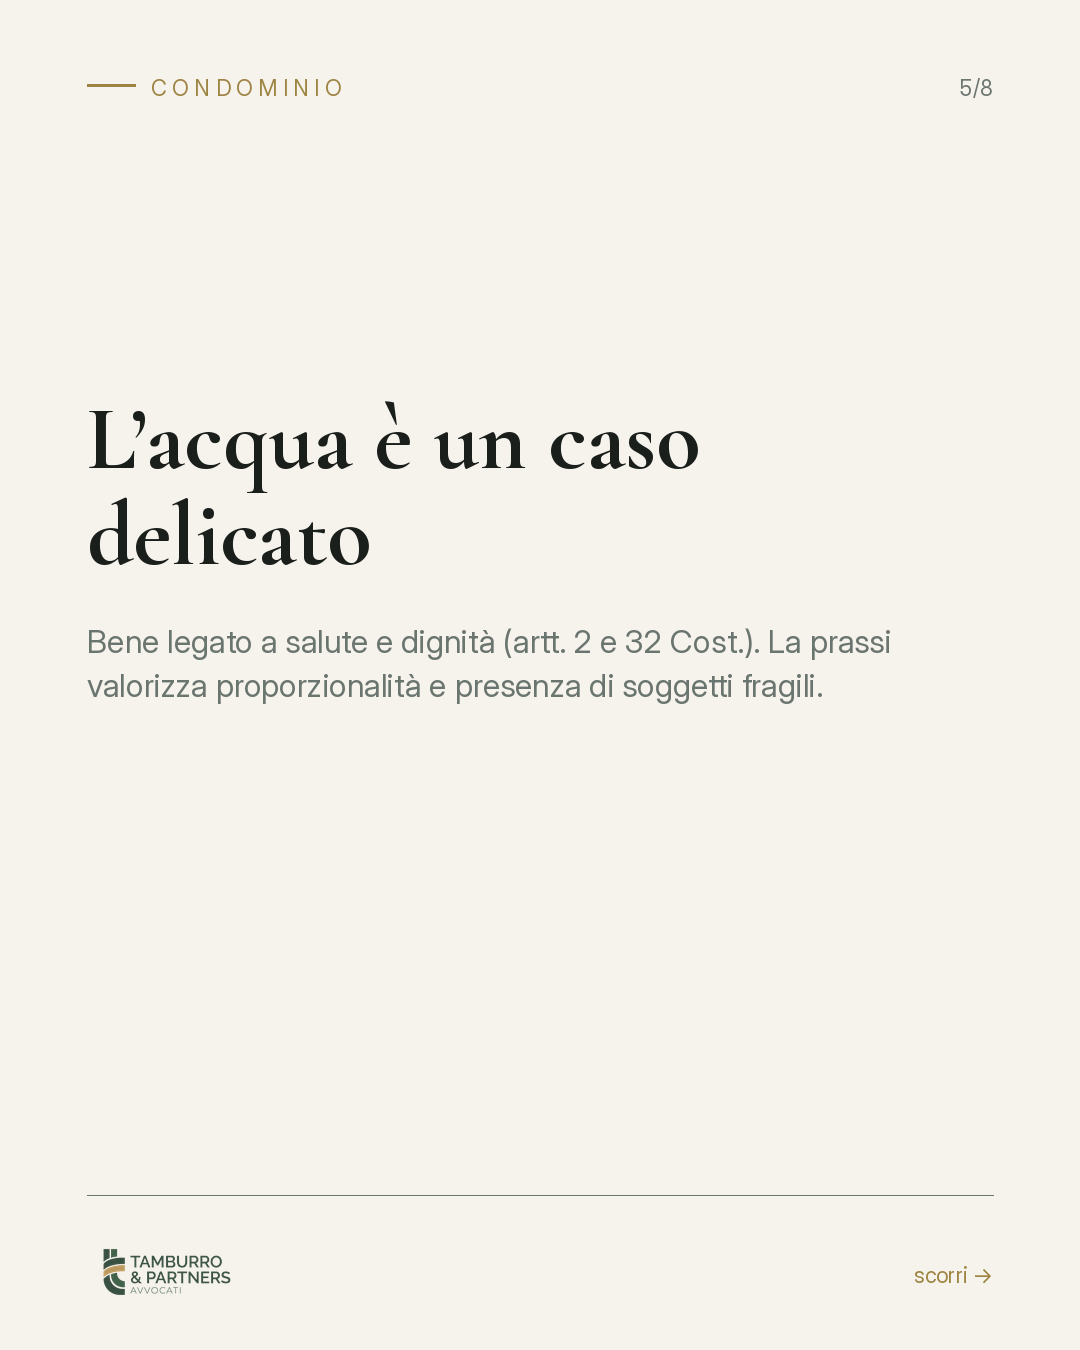 CONDOMINIO
5/8
L’acqua è un caso
delicato
Bene legato a salute e dignità (artt. 2 e 32 Cost.). La prassi
valorizza proporzionalità e presenza di soggetti fragili.
TAMBURRO
& PARTNERS
AVVOCATI
scorri →